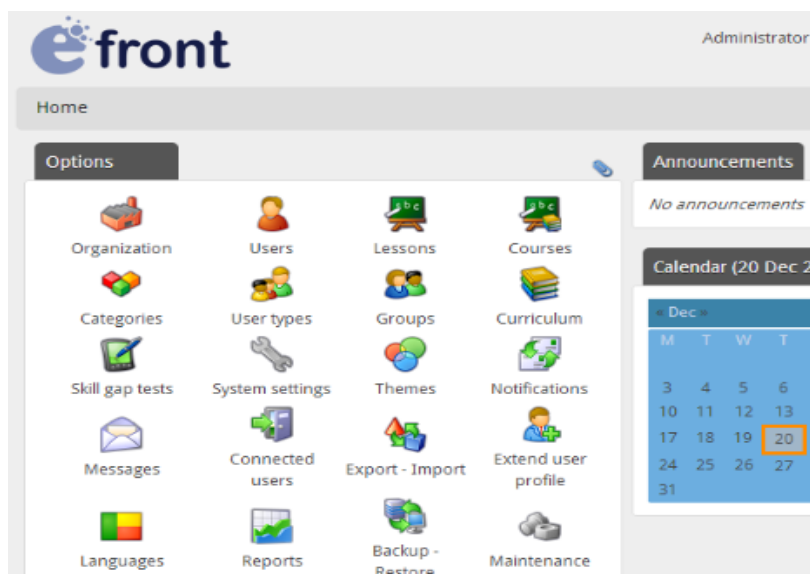 efront
Administrator
Home
Options
Organization
Users
Lessons
Courses
Categories
User types
Groups
Curriculum
Skill gap tests
System settings
Themes
Notifications
Messages
Connected
users
Export - Import
Extend user
profile
Languages
Reports
Backup -
Restore
Maintenance
Announcements
No announcements
Calendar (20 Dec 2
« Dec »
M T W T
3 4 5 6
10 11 12 13
17 18 19 20
24 25 26 27
31